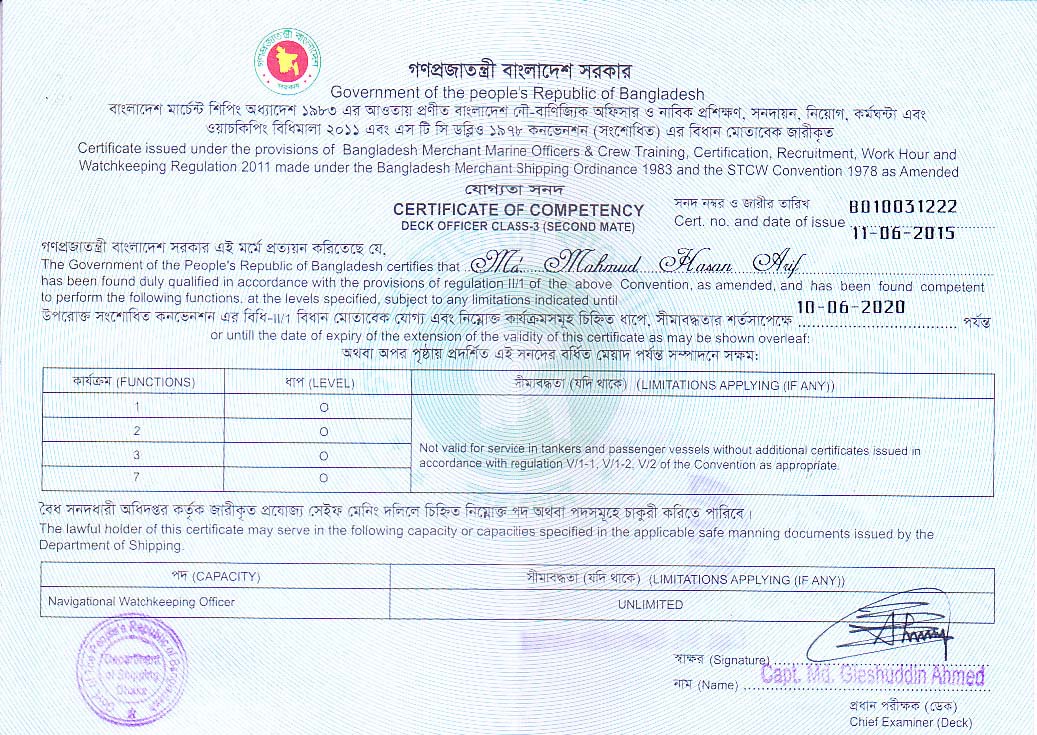 গণপ্রজাতন্ত্রী বাংলাদেশ সরকার
Government of the people's Republic of Bangladesh
বাংলাদেশ মার্চেন্ট শিপিং অধ্যাদেশ ১৯৮৩ এর আওতায় প্রণীত বাংলাদেশ নৌ-বাণিজ্যিক অফিসার ও নাবিক প্রশিক্ষণ, সনদায়ন, নিয়োগ, কর্মঘন্টা এবং
ওয়াচকিপিং বিধিমালা ২০১১ এবং এস টি সি ডব্লিও ১৯৭৮ কনভেনশন (সংশোধিত) এর বিধান মোতাবেক জারীকৃত
Certificate issued under the provisions of Bangladesh Merchant Marine Officers & Crew Training, Certification, Recruitment, Work Hour and
Watchkeeping Regulation 2011 made under the Bangladesh Merchant Shipping Ordinance 1983 and the STCW Convention 1978 as Amended
যোগ্যতা সনদ
CERTIFICATE OF COMPETENCY
DECK OFFICER CLASS-3 (SECOND MATE)
সনদ নম্বর ও জারীর তারিখ B010031222
Cert. no. and date of issue 11-06-2015
গণপ্রজাতন্ত্রী বাংলাদেশ সরকার এই মর্মে প্রত্যয়ন করিতেছে যে,
The Government of the People's Republic of Bangladesh certifies that Md. Mahmud Hasan Arif
has been found duly qualified in accordance with the provisions of regulation II/1 of the above Convention, as amended, and has been found competent
to perform the following functions, at the levels specified, subject to any limitations indicated until 10-06-2020
উপরোক্ত সংশোধিত কনভেনশন এর বিধি-II/1 বিধান মোতাবেক যোগ্য এবং নিম্নোক্ত কার্যক্রমসমূহ চিহ্নিত ধাপে, সীমাবদ্ধতার শর্তসাপেক্ষে পর্যন্ত
or untill the date of expiry of the extension of the validity of this certificate as may be shown overleaf:
অথবা অপর পৃষ্ঠায় প্রদর্শিত এই সনদের বর্ধিত মেয়াদ পর্যন্ত সম্পাদনে সক্ষম:
কার্যক্রম (FUNCTIONS) ধাপ (LEVEL) সীমাবদ্ধতা (যদি থাকে) (LIMITATIONS APPLYING (IF ANY))
1 O
2 O
3 O
7 O
Not valid for service in tankers and passenger vessels without additional certificates issued in
accordance with regulation V/1-1, V/1-2, V/2 of the Convention as appropriate.
বৈধ সনদধারী অধিদপ্তর কর্তৃক জারীকৃত প্রযোজ্য সেইফ মেনিং দলিলে চিহ্নিত নিম্নোক্ত পদ অথবা পদসমূহে চাকুরী করিতে পারিবে।
The lawful holder of this certificate may serve in the following capacity or capacities specified in the applicable safe manning documents issued by the
Department of Shipping.
পদ (CAPACITY) সীমাবদ্ধতা (যদি থাকে) (LIMITATIONS APPLYING (IF ANY))
Navigational Watchkeeping Officer UNLIMITED
Department
of Shipping
Dhaka
স্বাক্ষর (Signature)
নাম (Name) Capt. Md. Gieshuddin Ahmed
প্রধান পরীক্ষক (ডেক)
Chief Examiner (Deck)